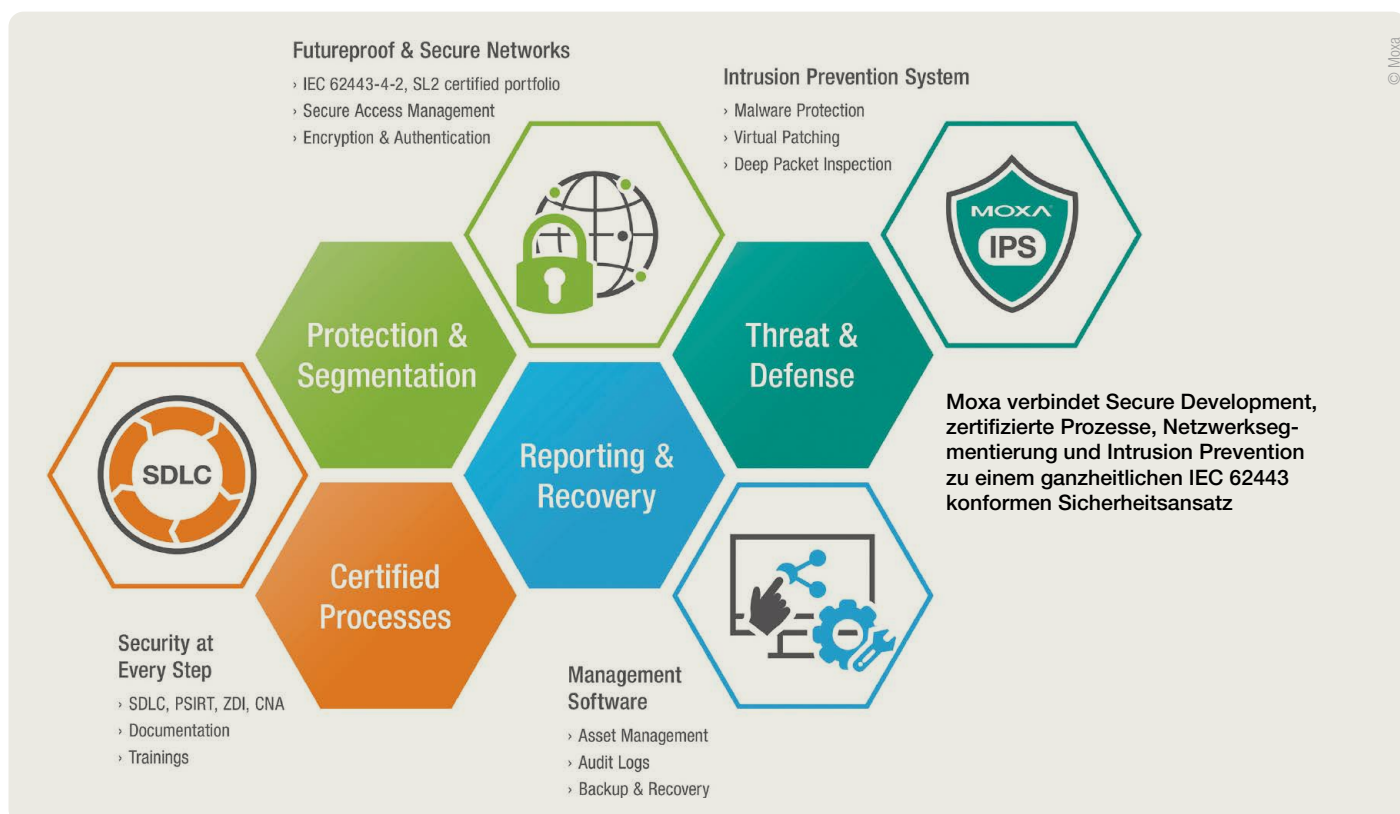 Futureproof & Secure Networks
› IEC 62443-4-2, SL2 certified portfolio
› Secure Access Management
› Encryption & Authentication
Intrusion Prevention System
› Malware Protection
› Virtual Patching
› Deep Packet Inspection
© Moxa
MOXA
IPS
Protection &
Segmentation
Threat &
Defense
SDLC
Reporting &
Recovery
Certified
Processes
Moxa verbindet Secure Development,
zertifizierte Prozesse, Netzwerkseg-
mentierung und Intrusion Prevention
zu einem ganzheitlichen IEC 62443
konformen Sicherheitsansatz
Security at
Every Step
› SDLC, PSIRT, ZDI, CNA
› Documentation
› Trainings
Management
Software
› Asset Management
› Audit Logs
› Backup & Recovery